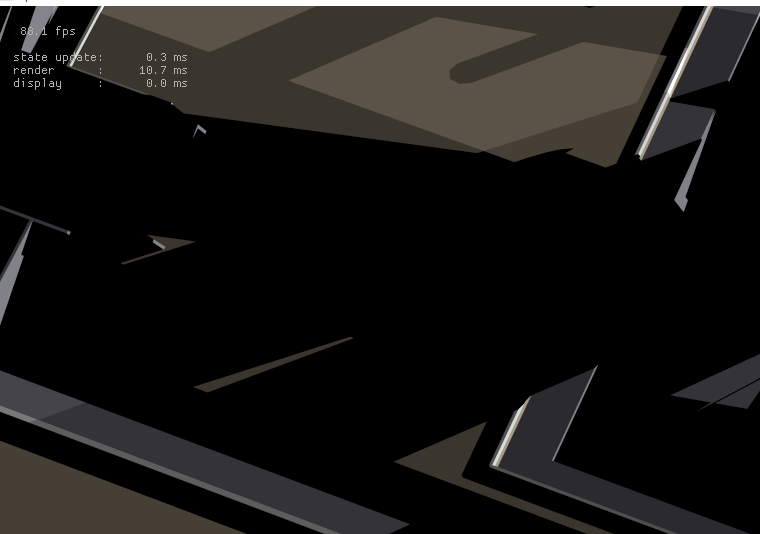 88.1 fps
state update:      0.3 ms
render      :     10.7 ms
display     :      0.0 ms